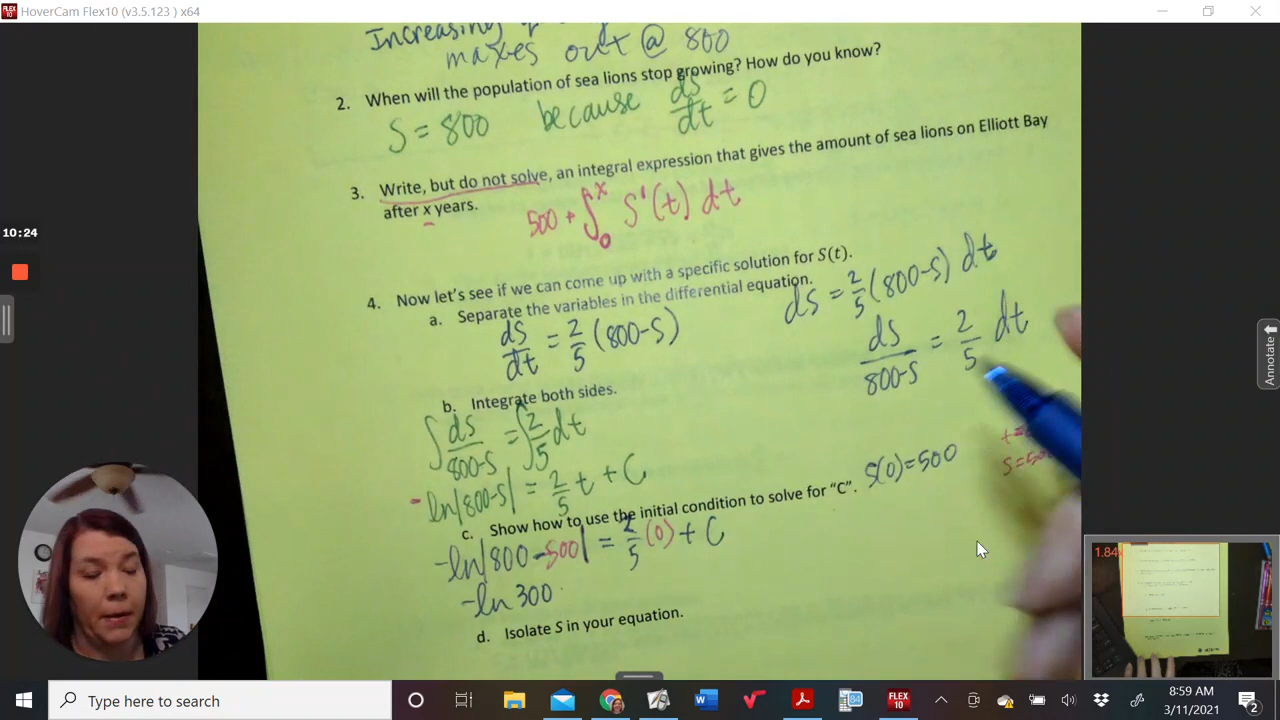 HoverCam Flex10 (v3.5.123 ) x64
Increasing
maxes out @ 800
2. When will the population of sea lions stop growing? How do you know?
S = 800 because dS/dt = 0
3. Write, but do not solve, an integral expression that gives the amount of sea lions on Elliott Bay
after x years.
500 + ∫₀ˣ S'(t) dt
4. Now let's see if we can come up with a specific solution for S(t).
a. Separate the variables in the differential equation.
dS/dt = 2/5 (800-S)
dS = 2/5 (800-S) dt
dS/800-S = 2/5 dt
b. Integrate both sides.
∫ dS/800-S = ∫ 2/5 dt
-ln|800-S| = 2/5 t + C
c. Show how to use the initial condition to solve for "C".
S(0)=500
-ln|800-500| = 2/5 (0) + C
-ln 300
d. Isolate S in your equation.
10:24
Annotate
1.84x
Type here to search
FLEX 10
8:59 AM
3/11/2021
2